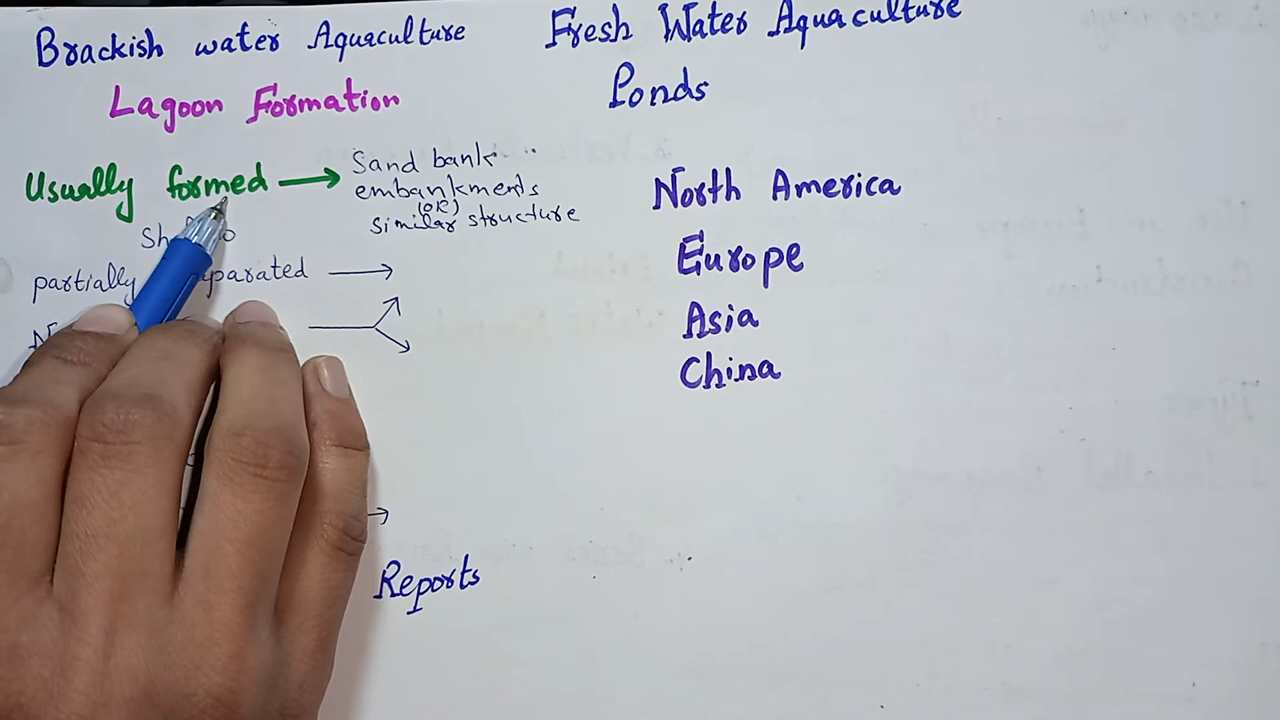 Brackish water Aquaculture
Lagoon Formation
Usually formed → Sand bank
embankments
(OR)
similar structure
partially
Reports
Fresh Water Aquaculture
Ponds
North America
Europe
Asia
China